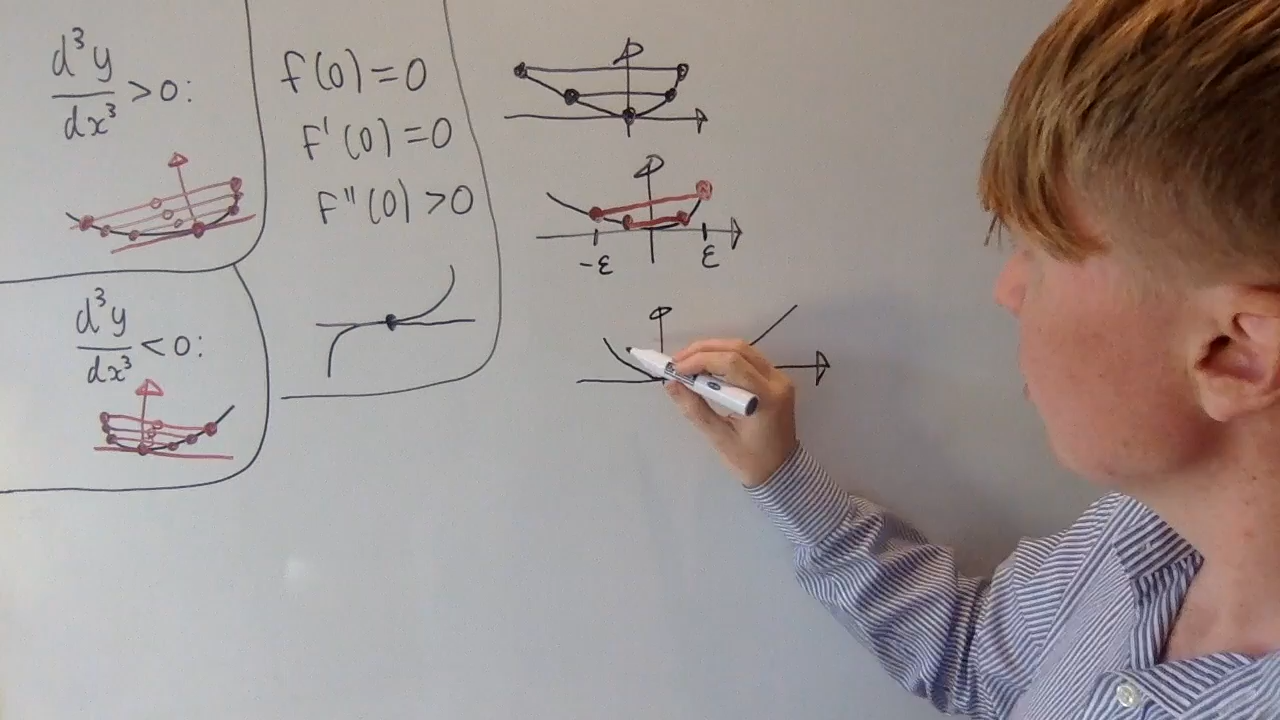 d³y/dx³ > 0:
d³y/dx³ < 0:
f(0) = 0
f'(0) = 0
f''(0) > 0
-ε ε